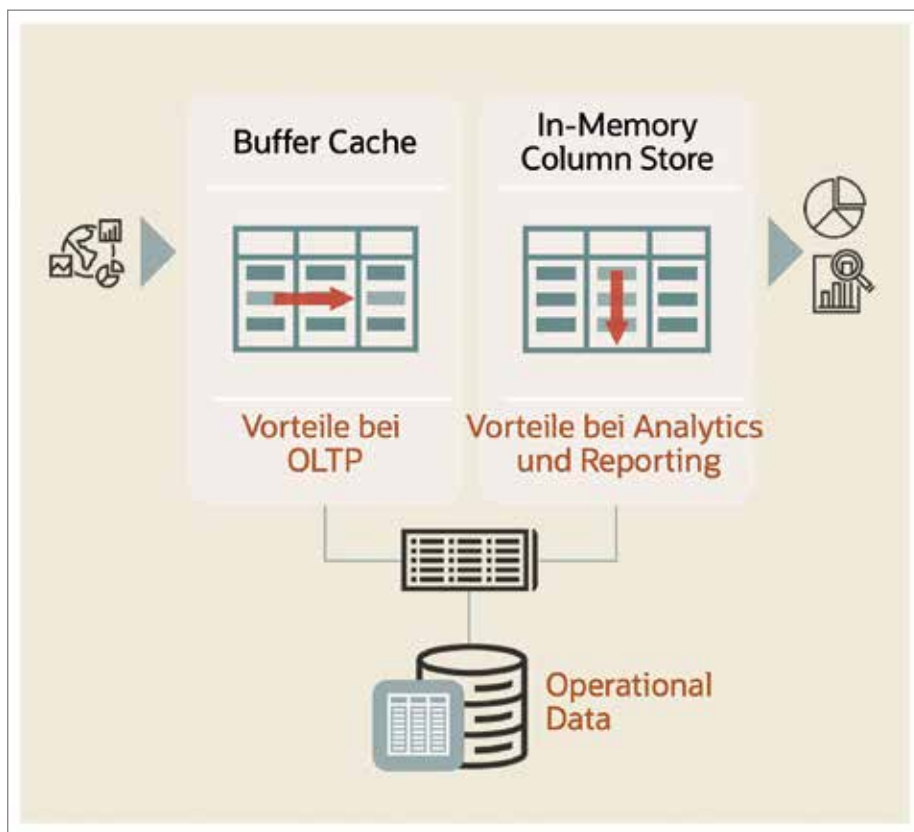 Buffer Cache
In-Memory
Column Store
Vorteile bei
OLTP
Vorteile bei Analytics
und Reporting
Operational
Data